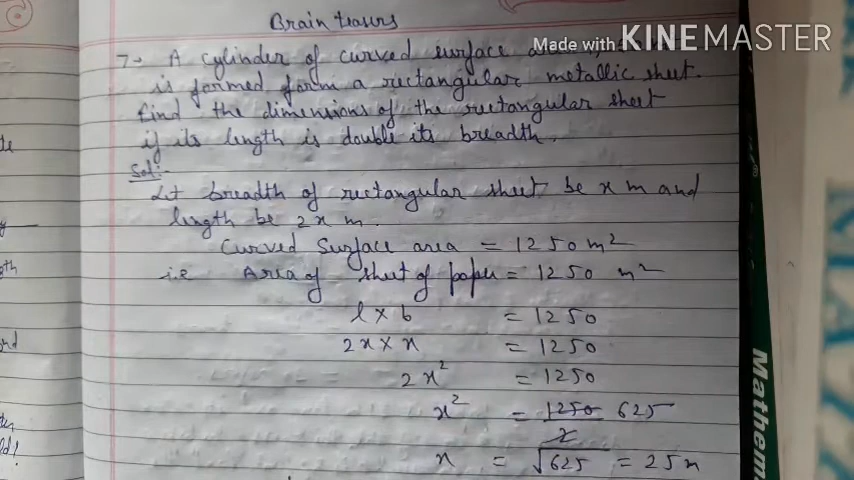 Brain teasers
Made with KINEMASTER
7→ A cylinder of curved surface
is formed form a rectangular metallic sheet.
Find the dimensions of the rectangular sheet
if its length is double its breadth.
Sol:-
Let breadth of rectangular sheet be x m and
length be 2x m.
Curved Surface area = 1250 m²
i.e Area of sheet of paper = 1250 m²
l × b = 1250
2x × x = 1250
2x² = 1250
x² = 1250/2 625
x = √625 = 25m
Mathem